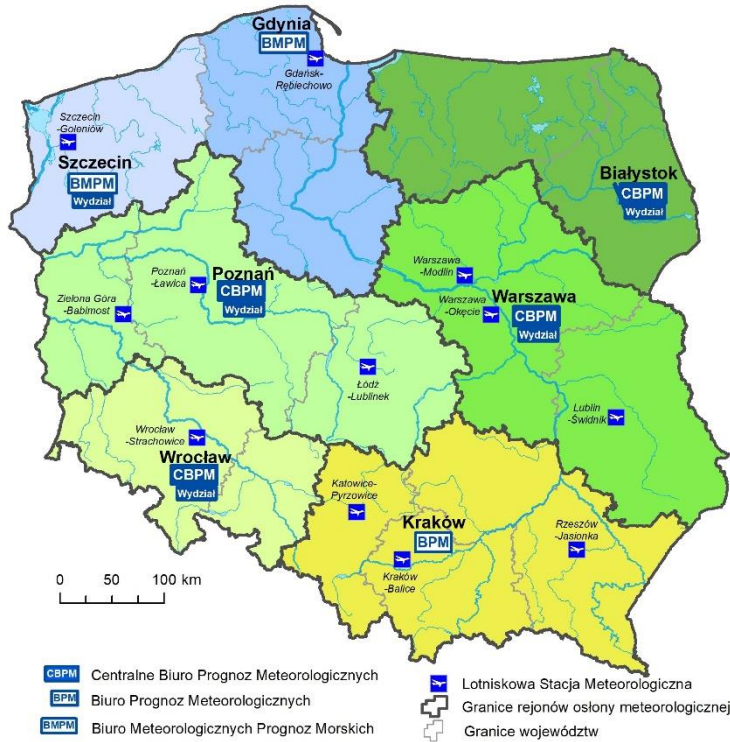 Gdynia
BMPM
Gdańsk-
Rębiechowo
Szczecin
-Goleniów
Szczecin
BMPM
Wydział
Białystok
CBPM
Wydział
Poznań
-Ławica
Poznań
CBPM
Wydział
Zielona Góra
-Babimost
Warszawa
-Modlin
Warszawa
-Okęcie
Warszawa
CBPM
Wydział
Łódź
-Lublinek
Lublin
-Świdnik
Wrocław
-Strachowice
Wrocław
CBPM
Wydział
Katowice-
Pyrzowice
Kraków
BPM
Kraków
-Balice
Rzeszów
-Jasionka
0 50 100 km
CBPM Centralne Biuro Prognoz Meteorologicznych
BPM Biuro Prognoz Meteorologicznych
BMPM Biuro Meteorologicznych Prognoz Morskich
Lotniskowa Stacja Meteorologiczna
Granice rejonów osłony meteorologicznej
Granice województw